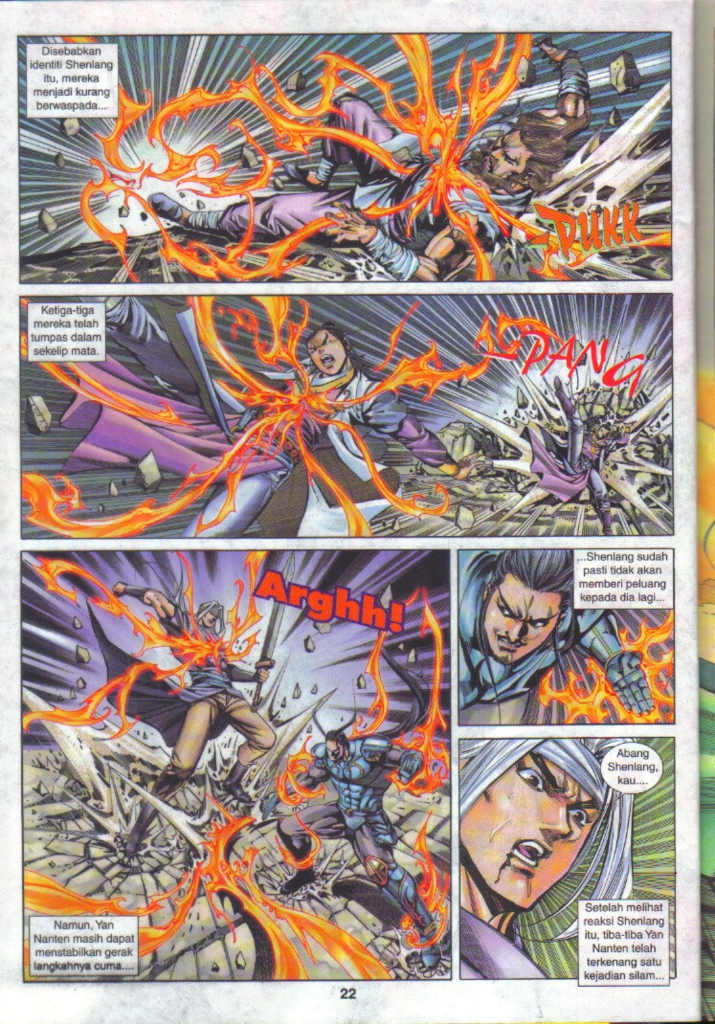 Disebabkan
identiti Shenlang
itu, mereka
menjadi kurang
berwaspada...
DUKK
Ketiga-tiga
mereka telah
tumpas dalam
sekelip mata.
PANG
Arghh!
...Shenlang sudah
pasti tidak akan
memberi peluang
kepada dia lagi...
Abang
Shenlang,
kau....
Namun, Yan
Nanten masih dapat
menstabilkan gerak
langkahnya cuma....
Setelah melihat
reaksi Shenlang
itu, tiba-tiba Yan
Nanten telah
terkenang satu
kejadian silam...
22